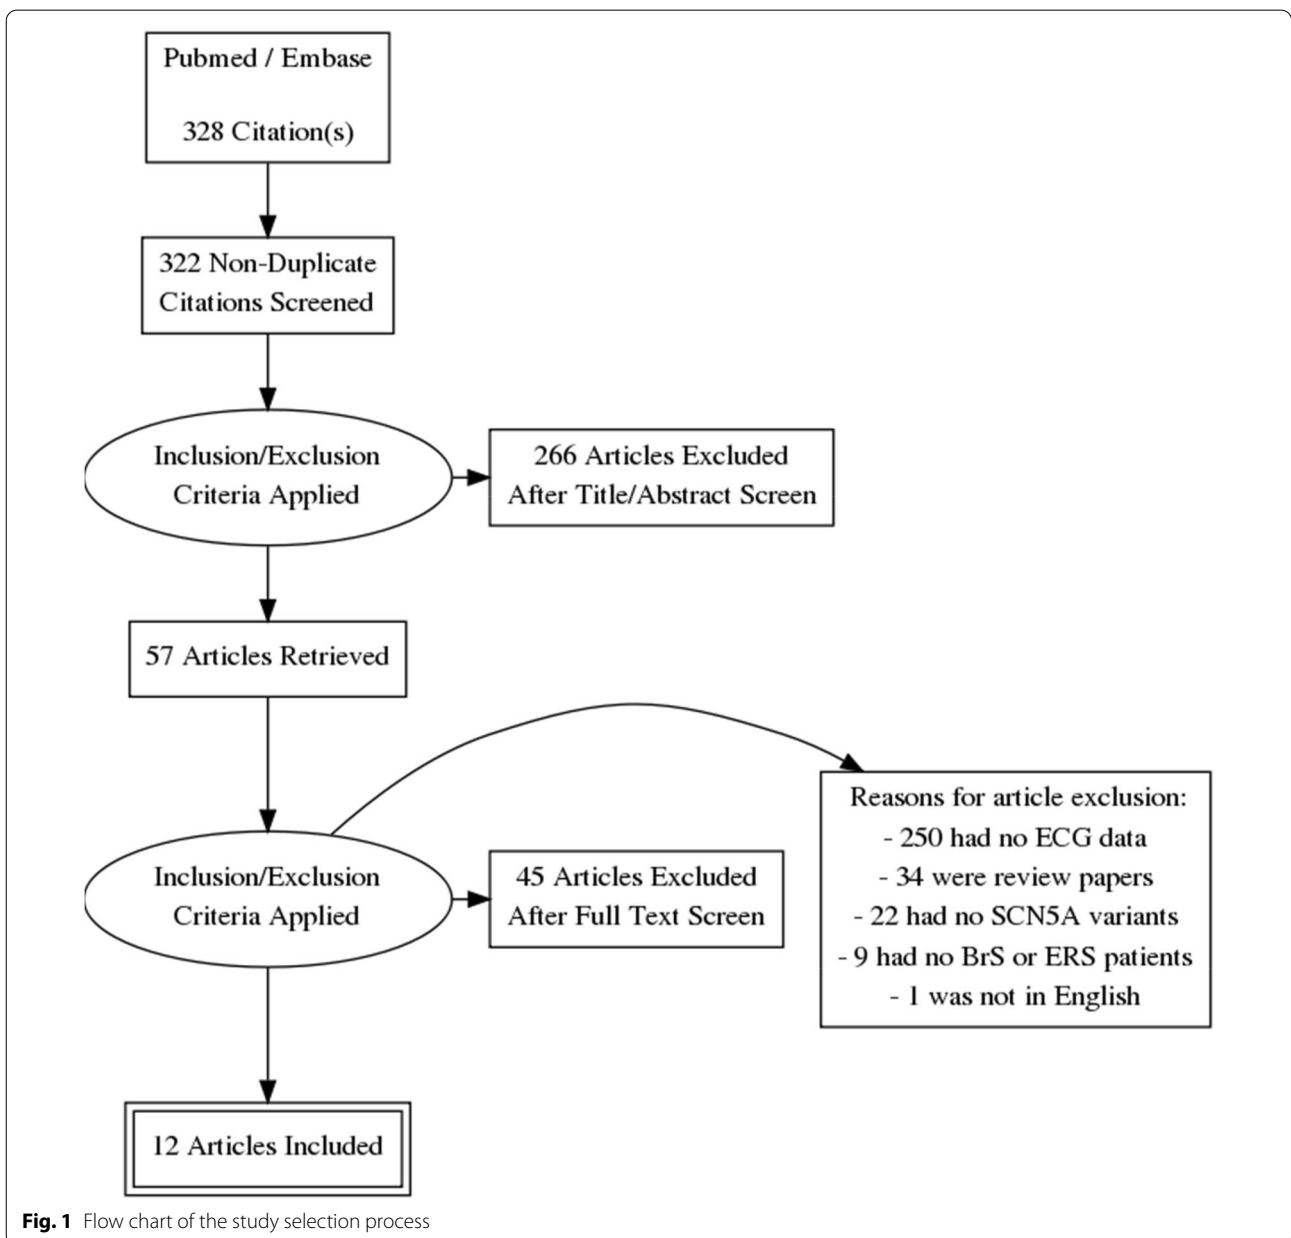 Pubmed / Embase
328 Citation(s)
322 Non-Duplicate
Citations Screened
Inclusion/Exclusion
Criteria Applied
266 Articles Excluded
After Title/Abstract Screen
57 Articles Retrieved
Inclusion/Exclusion
Criteria Applied
45 Articles Excluded
After Full Text Screen
Reasons for article exclusion:
- 250 had no ECG data
- 34 were review papers
- 22 had no SCN5A variants
- 9 had no BrS or ERS patients
- 1 was not in English
12 Articles Included
Fig. 1 Flow chart of the study selection process